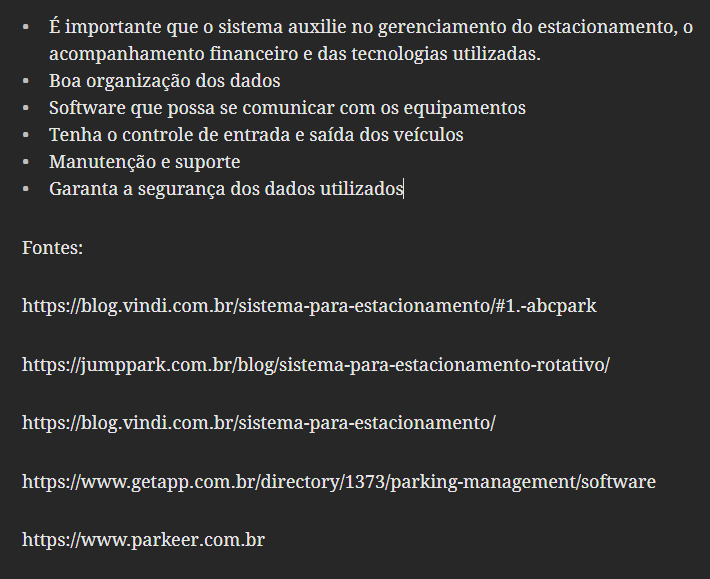 • É importante que o sistema auxilie no gerenciamento do estacionamento, o
acompanhamento financeiro e das tecnologias utilizadas.
• Boa organização dos dados
• Software que possa se comunicar com os equipamentos
• Tenha o controle de entrada e saída dos veículos
• Manutenção e suporte
• Garanta a segurança dos dados utilizados
Fontes:
https://blog.vindi.com.br/sistema-para-estacionamento/#1.-abcpark
https://jumppark.com.br/blog/sistema-para-estacionamento-rotativo/
https://blog.vindi.com.br/sistema-para-estacionamento/
https://www.getapp.com.br/directory/1373/parking-management/software
https://www.parkeer.com.br